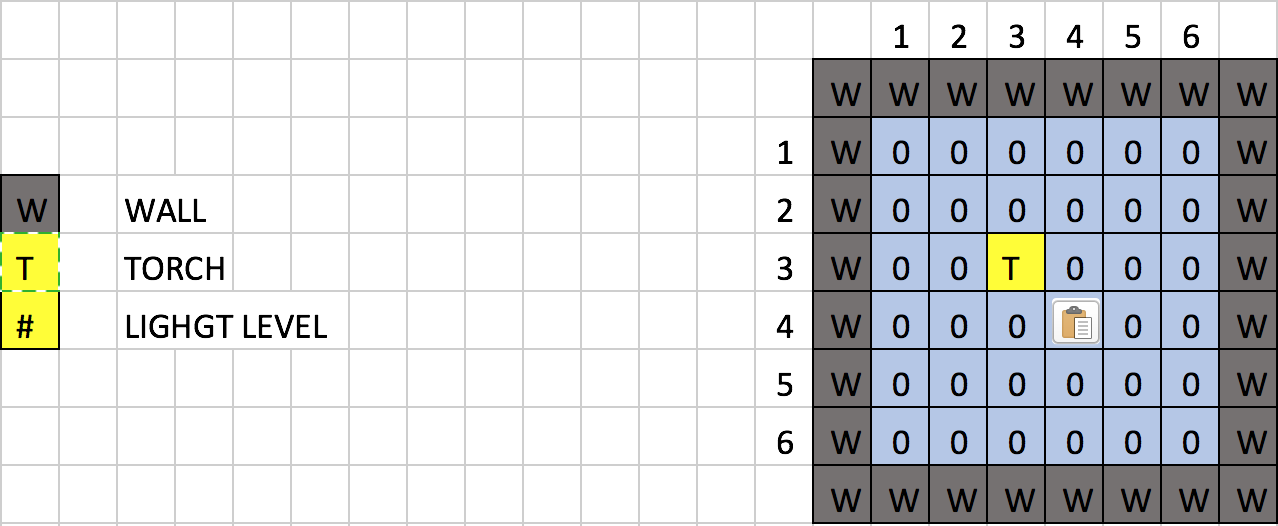 1 2 3 4 5 6
W W W W W W W W
1 W 0 0 0 0 0 0 W
W WALL 2 W 0 0 0 0 0 0 W
T TORCH 3 W 0 0 T 0 0 0 W
# LIGHGT LEVEL 4 W 0 0 0 0 0 W
5 W 0 0 0 0 0 0 W
6 W 0 0 0 0 0 0 W
W W W W W W W W